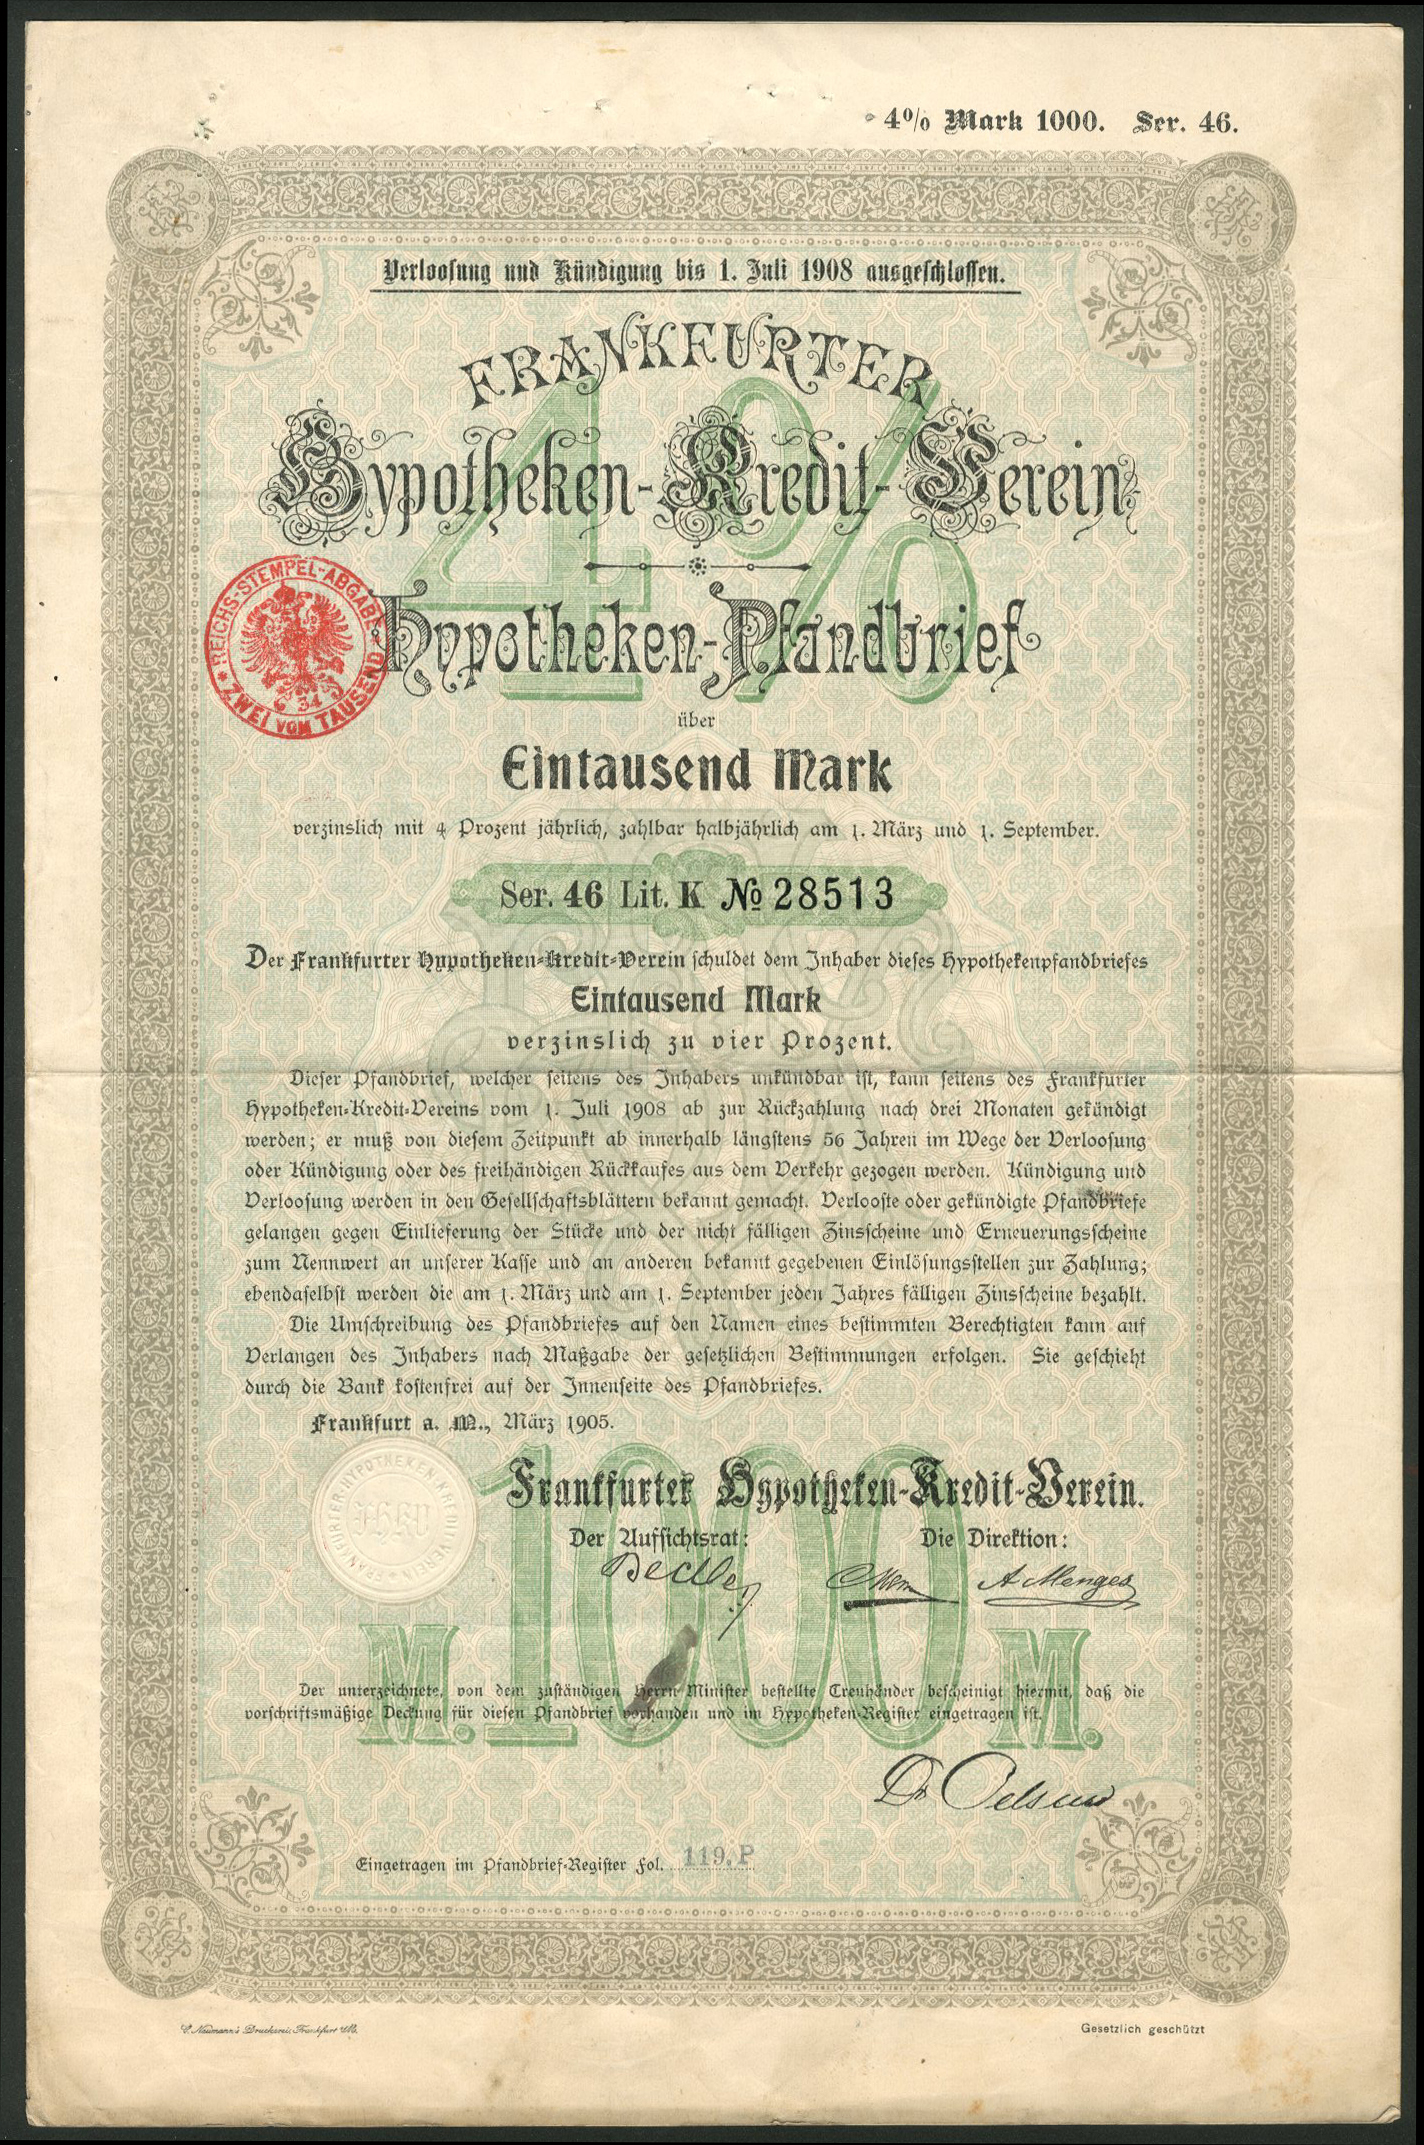 4% Mark 1000. Ser. 46.
Verloosung und Kündigung bis 1. Juli 1908 ausgeschlossen.
FRANKFURTER
Hypotheken-Kredit-Verein
4%
REICHS-STEMPEL-ABGABE
ZWEI VOM TAUSEND
34
Hypotheken-Pfandbrief
über
Eintausend Mark
verzinslich mit 4 Prozent jährlich, zahlbar halbjährlich am 1. März und 1. September.
Ser. 46 Lit. K № 28513
Der Frankfurter Hypotheken-Kredit-Verein schuldet dem Inhaber dieses Hypothekenpfandbriefes
Eintausend Mark
verzinslich zu vier Prozent.
Dieser Pfandbrief, welcher seitens des Inhabers unkündbar ist, kann seitens des Frankfurter
Hypotheken-Kredit-Vereins vom 1. Juli 1908 ab zur Rückzahlung nach drei Monaten gekündigt
werden; er muß von diesem Zeitpunkt ab innerhalb längstens 56 Jahren im Wege der Verloosung
oder Kündigung oder des freihändigen Rückkaufes aus dem Verkehr gezogen werden. Kündigung und
Verloosung werden in den Gesellschaftsblättern bekannt gemacht. Verlooste oder gekündigte Pfandbriefe
gelangen gegen Einlieferung der Stücke und der nicht fälligen Zinsscheine und Erneuerungsscheine
zum Nennwert an unserer Kasse und an anderen bekannt gegebenen Einlösungsstellen zur Zahlung;
ebendaselbst werden die am 1. März und am 1. September jeden Jahres fälligen Zinsscheine bezahlt.
Die Umschreibung des Pfandbriefes auf den Namen eines bestimmten Berechtigten kann auf
Verlangen des Inhabers nach Maßgabe der gesetzlichen Bestimmungen erfolgen. Sie geschieht
durch die Bank kostenfrei auf der Innenseite des Pfandbriefes.
Frankfurt a. M., März 1905.
FRANKFURTER-HYPOTHEKEN-KREDIT-VEREIN
FHKV
Frankfurter Hypotheken-Kredit-Verein.
Der Aufsichtsrat: Die Direktion:
A Menges
M. 1000 M.
Der unterzeichnete, von dem zuständigen Herrn Minister bestellte Treuhänder bescheinigt hiermit, daß die
vorschriftsmäßige Deckung für diesen Pfandbrief vorhanden und im Hypotheken-Register eingetragen ist.
Dr Oelsner
Eingetragen im Pfandbrief-Register Fol. 119. P
C. Naumann's Druckerei, Frankfurt a/M. Gesetzlich geschützt